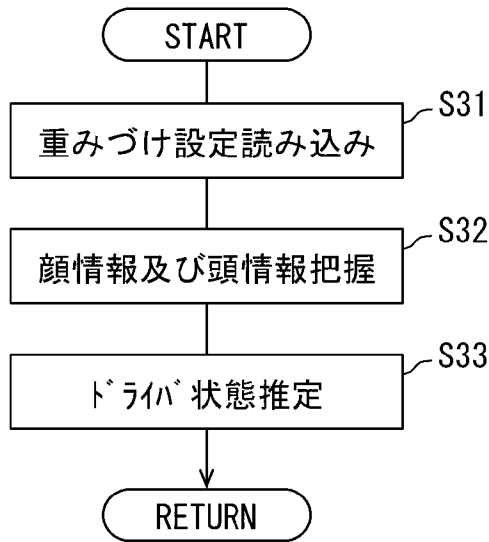 START
S31
重みづけ設定読み込み
S32
顔情報及び頭情報把握
S33
ﾄﾞﾗｲﾊﾞ状態推定
RETURN